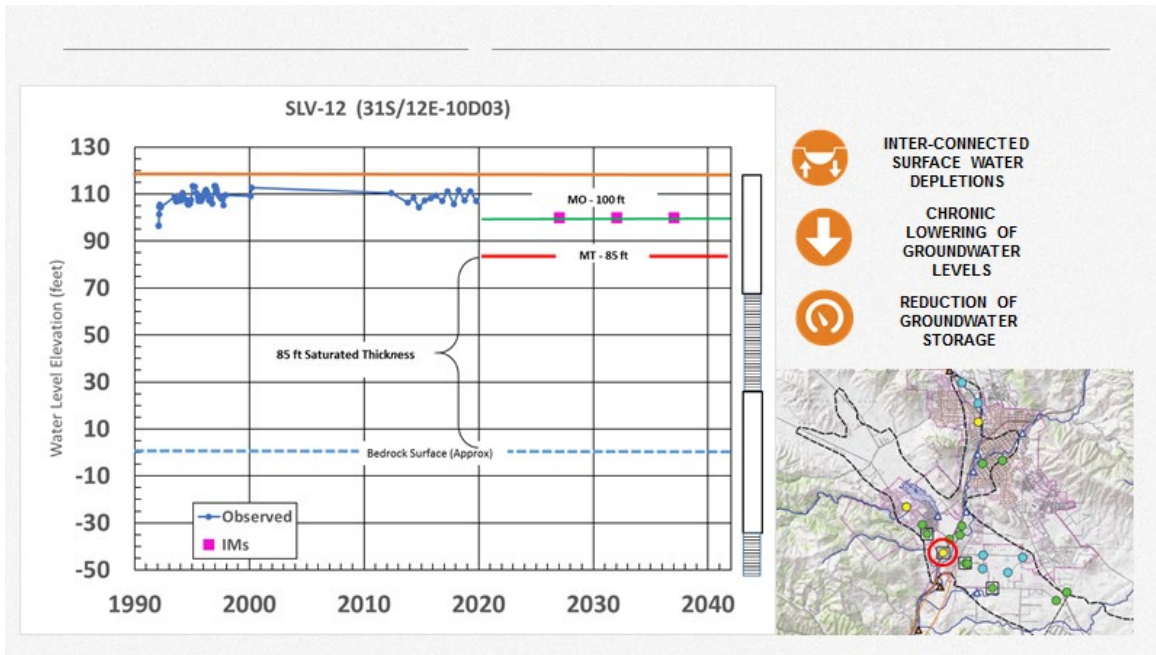 SLV-12 (31S/12E-10D03)
Water Level Elevation (feet)
130
110
90
70
50
30
10
-10
-30
-50
1990
2000
2010
2020
2030
2040
MO - 100 ft
MT - 85 ft
85 ft Saturated Thickness
Bedrock Surface (Approx)
Observed
IMs
INTER-CONNECTED
SURFACE WATER
DEPLETIONS
CHRONIC
LOWERING OF
GROUNDWATER
LEVELS
REDUCTION OF
GROUNDWATER
STORAGE